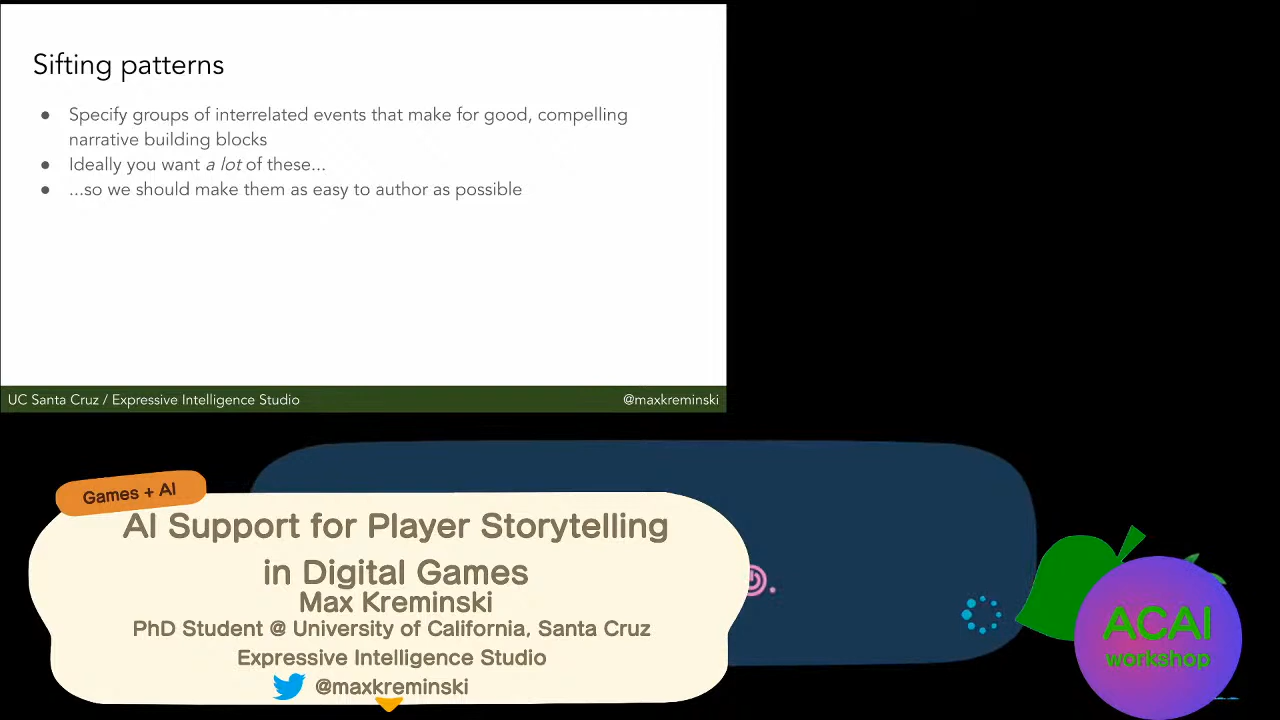 Sifting patterns
● Specify groups of interrelated events that make for good, compelling
narrative building blocks
● Ideally you want a lot of these...
● ...so we should make them as easy to author as possible
UC Santa Cruz / Expressive Intelligence Studio
@maxkreminski
Games + AI
AI Support for Player Storytelling
in Digital Games
Max Kreminski
PhD Student @ University of California, Santa Cruz
Expressive Intelligence Studio
@maxkreminski
ACAI
workshop